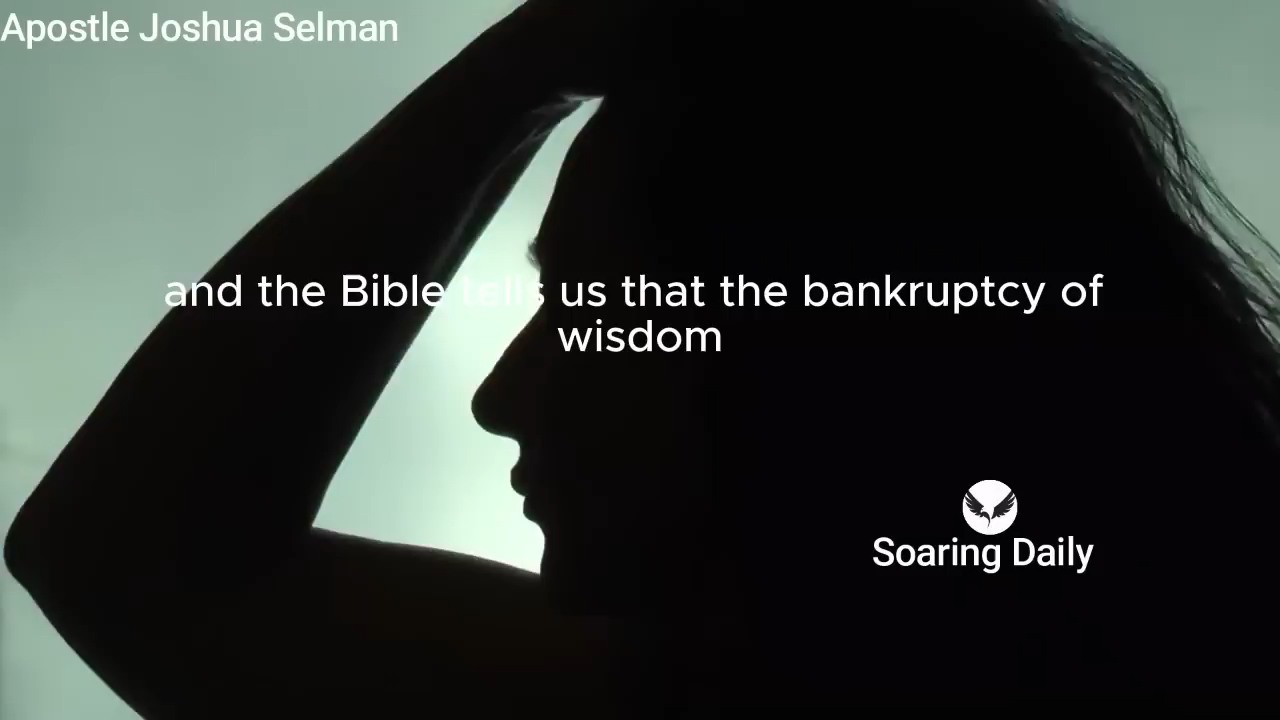 Apostle Joshua Selman
and the Bible tells us that the bankruptcy of
wisdom
Soaring Daily